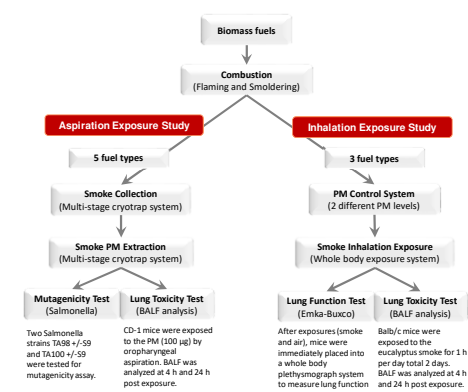 Biomass fuels
Combustion
(Flaming and Smoldering)
Aspiration Exposure Study
Inhalation Exposure Study
5 fuel types
3 fuel types
Smoke Collection
(Multi-stage cryotrap system)
PM Control System
(2 different PM levels)
Smoke PM Extraction
(Multi-stage cryotrap system)
Smoke Inhalation Exposure
(Whole body exposure system)
Mutagenicity Test
(Salmonella)
Lung Toxicity Test
(BALF analysis)
Lung Function Test
(Emka-Buxco)
Lung Toxicity Test
(BALF analysis)
Two Salmonella
strains TA98 +/-S9
and TA100 +/-S9
were tested for
mutagenicity assay.
CD-1 mice were exposed
to the PM (100 µg) by
oropharyngeal
aspiration. BALF was
analyzed at 4 h and 24 h
post exposure.
After exposures (smoke
and air), mice were
immediately placed into
a whole body
plethysmograph system
to measure lung function
Balb/c mice were
exposed to the
eucalyptus smoke for 1 h
per day total 2 days.
BALF was analyzed at 4 h
and 24 h post exposure.